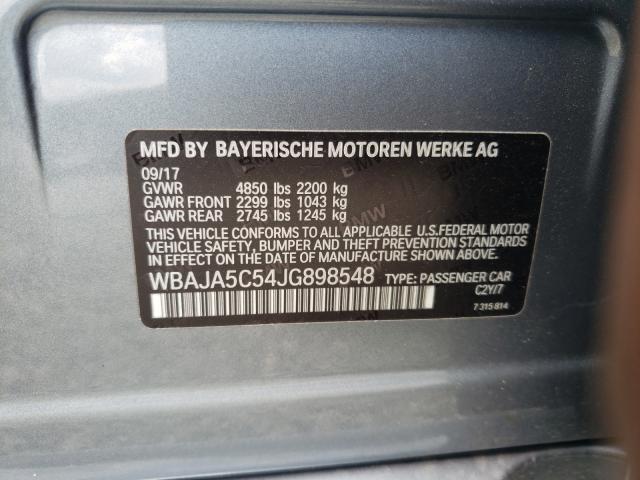 MFD BY BAYERISCHE MOTOREN WERKE AG
09/17
GVWR 4850 lbs 2200 kg
GAWR FRONT 2299 lbs 1043 kg
GAWR REAR 2745 lbs 1245 kg
THIS VEHICLE CONFORMS TO ALL APPLICABLE U.S.FEDERAL MOTOR
VEHICLE SAFETY, BUMPER AND THEFT PREVENTION STANDARDS
IN EFFECT ON THE DATE OF MANUFACTURE SHOWN ABOVE.
WBAJA5C54JG898548 TYPE: PASSENGER CAR
C2Y/7
7 315 814